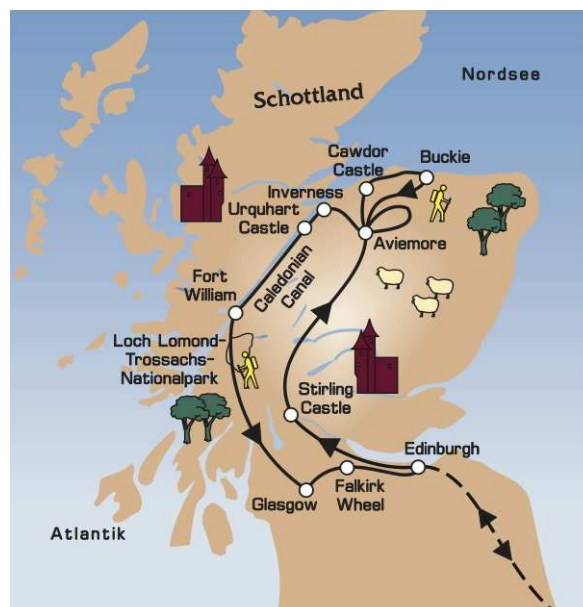 Nordsee
Schottland
Cawdor
Castle
Buckie
Inverness
Urquhart
Castle
Aviemore
Caledonian
Canal
Fort
William
Loch Lomond-
Trossachs-
Nationalpark
Stirling
Castle
Edinburgh
Falkirk
Wheel
Glasgow
Atlantik